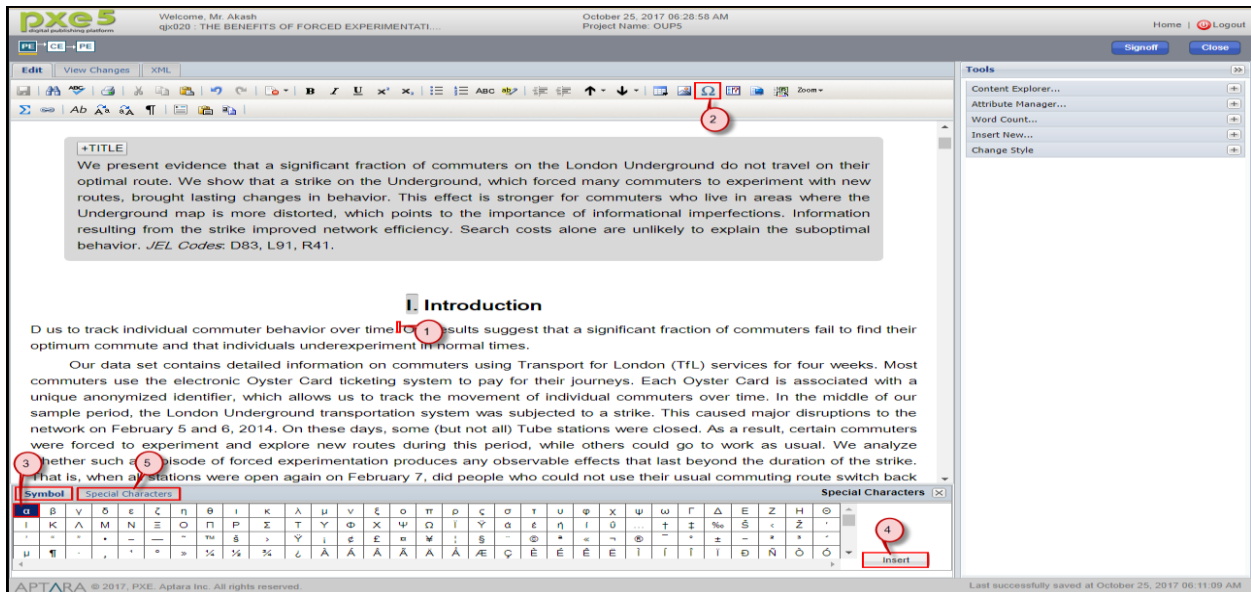 pxe5
digital publishing platform
Welcome, Mr. Akash
qjx020 : THE BENEFITS OF FORCED EXPERIMENTATI....
October 25, 2017 06:28:58 AM
Project Name: OUP5
Home | Logout
PE → CE → PE
Signoff Close
Edit View Changes XML
Tools
Content Explorer...
Attribute Manager...
Word Count...
Insert New...
Change Style
B I U x² x₂ ABC Ω Zoom
Σ Ab ¶
2
+TITLE
We present evidence that a significant fraction of commuters on the London Underground do not travel on their
optimal route. We show that a strike on the Underground, which forced many commuters to experiment with new
routes, brought lasting changes in behavior. This effect is stronger for commuters who live in areas where the
Underground map is more distorted, which points to the importance of informational imperfections. Information
resulting from the strike improved network efficiency. Search costs alone are unlikely to explain the suboptimal
behavior. JEL Codes: D83, L91, R41.
I. Introduction
D us to track individual commuter behavior over time. 1 esults suggest that a significant fraction of commuters fail to find their
optimum commute and that individuals underexperiment in normal times.
Our data set contains detailed information on commuters using Transport for London (TfL) services for four weeks. Most
commuters use the electronic Oyster Card ticketing system to pay for their journeys. Each Oyster Card is associated with a
unique anonymized identifier, which allows us to track the movement of individual commuters over time. In the middle of our
sample period, the London Underground transportation system was subjected to a strike. This caused major disruptions to the
network on February 5 and 6, 2014. On these days, some (but not all) Tube stations were closed. As a result, certain commuters
were forced to experiment and explore new routes during this period, while others could go to work as usual. We analyze
3 hether such a 5 pisode of forced experimentation produces any observable effects that last beyond the duration of the strike.
That is, when all stations were open again on February 7, did people who could not use their usual commuting route switch back
Symbol Special Characters Special Characters
α β γ δ ε ζ η θ ι κ λ μ ν ξ ο π ρ ς σ τ υ φ χ ψ ω Γ Δ Ε Ζ Η Θ
Ι Κ Λ Μ Ν Ξ Ο Π Ρ Σ Τ Υ Φ Χ Ψ Ω Ϊ Ϋ ά έ ή ί ΰ … † ‡ ‰ Š ‹ Ž
• – — ™ š › Ÿ ¡ ¢ £ ¤ ¥ ¦ § ¨ © ª « ¬ ® ¯ ° ± ² ³
µ ¶ · ¸ ¹ º » ¼ ½ ¾ ¿ À Á Â Ã Ä Å Æ Ç È É Ê Ë Ì Í Î Ï Ð Ñ Ò Ó
4
Insert
APTARA © 2017, PXE. Aptara Inc. All rights reserved.
Last successfully saved at October 25, 2017 06:11:09 AM